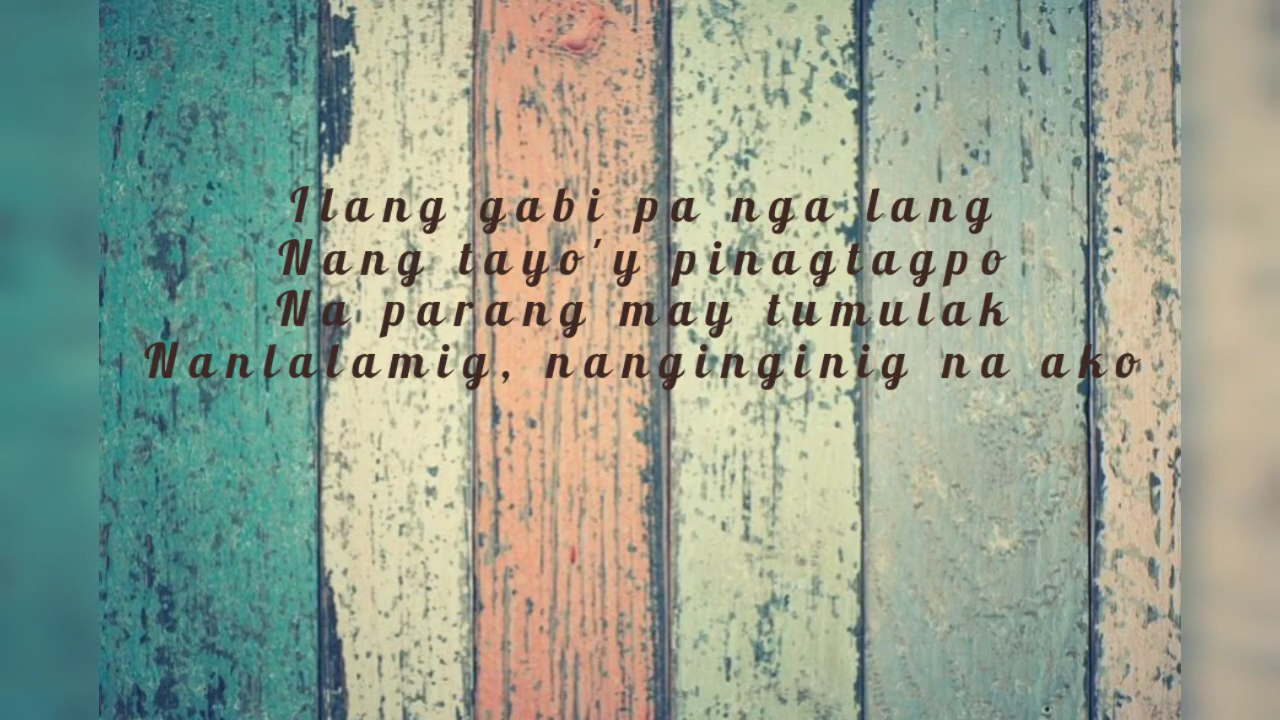 Ilang gabi pa nga lang
Nang tayo'y pinagtagpo
Na parang may tumulak
Nanlalamig, nanginginig na ako